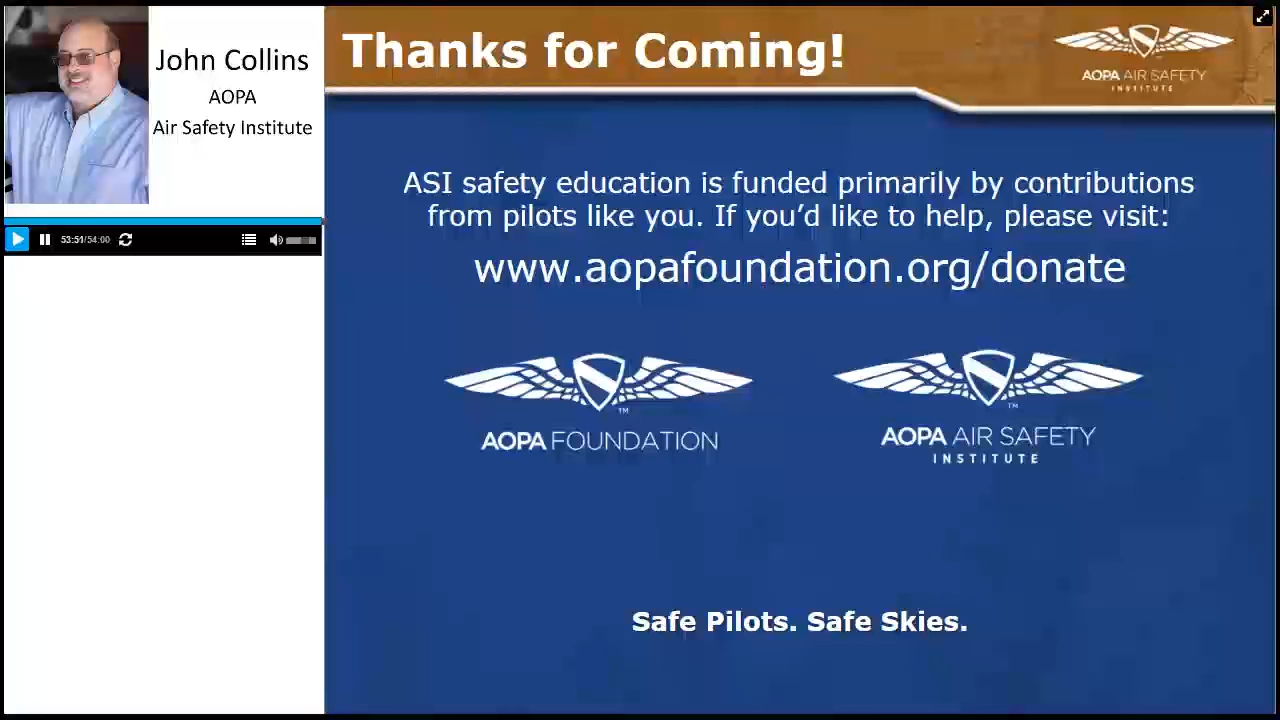 John Collins
AOPA
Air Safety Institute
53:51/54:00
Thanks for Coming!
AOPA AIR SAFETY
INSTITUTE
ASI safety education is funded primarily by contributions
from pilots like you. If you’d like to help, please visit:
www.aopafoundation.org/donate
TM
AOPA FOUNDATION
TM
AOPA AIR SAFETY
INSTITUTE
Safe Pilots. Safe Skies.